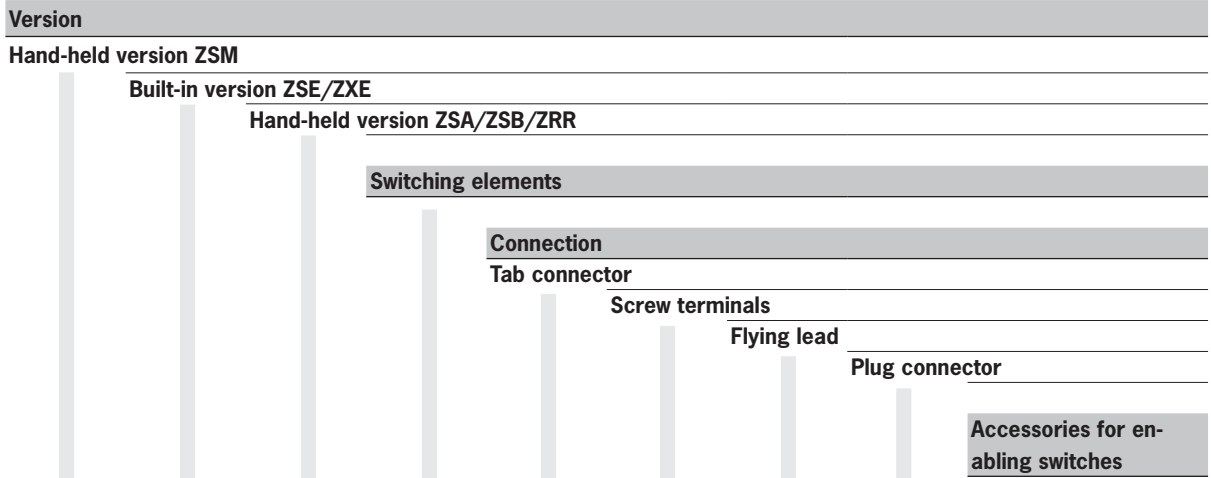 Version
Hand-held version ZSM
Built-in version ZSE/ZXE
Hand-held version ZSA/ZSB/ZRR
Switching elements
Connection
Tab connector
Screw terminals
Flying lead
Plug connector
Accessories for en-
abling switches